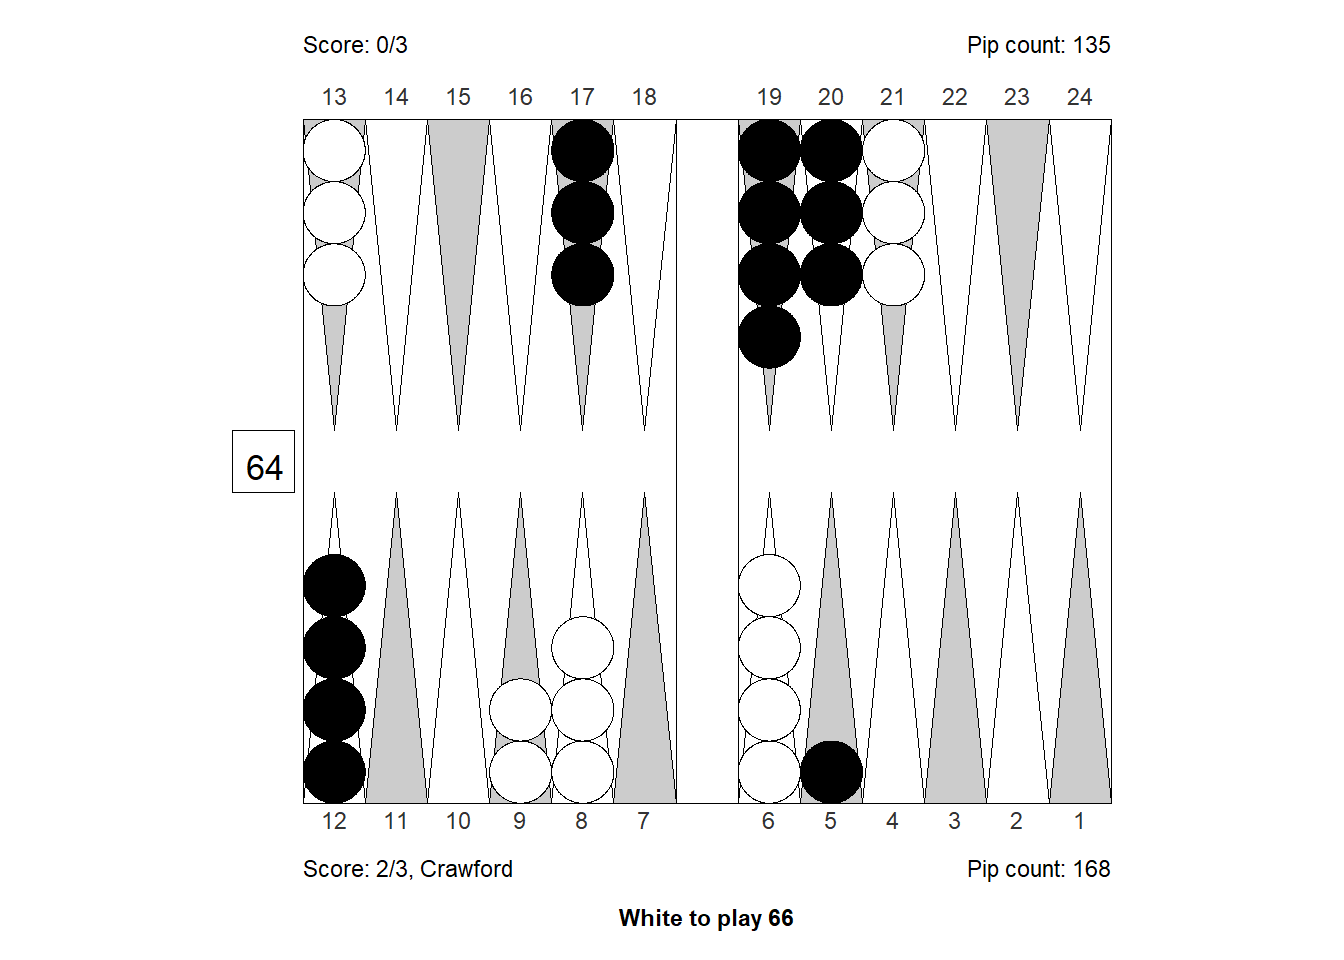 Score: 0/3 Pip count: 135
13 14 15 16 17 18 19 20 21 22 23 24
64
12 11 10 9 8 7 6 5 4 3 2 1
Score: 2/3, Crawford Pip count: 168
White to play 66